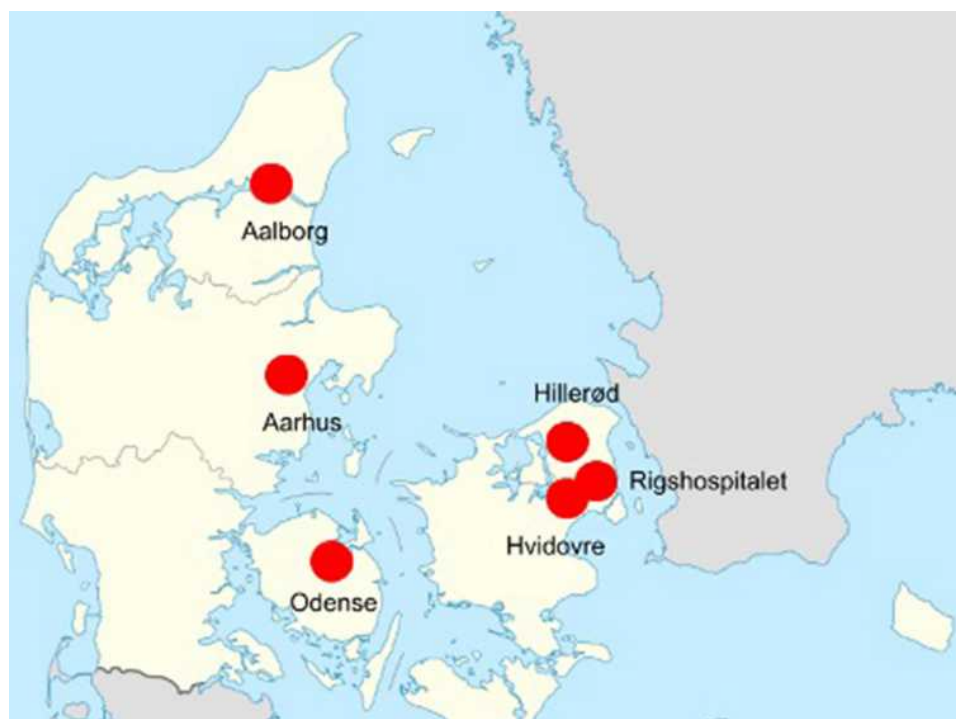 Aalborg
Aarhus
Hillerød
Rigshospitalet
Hvidovre
Odense